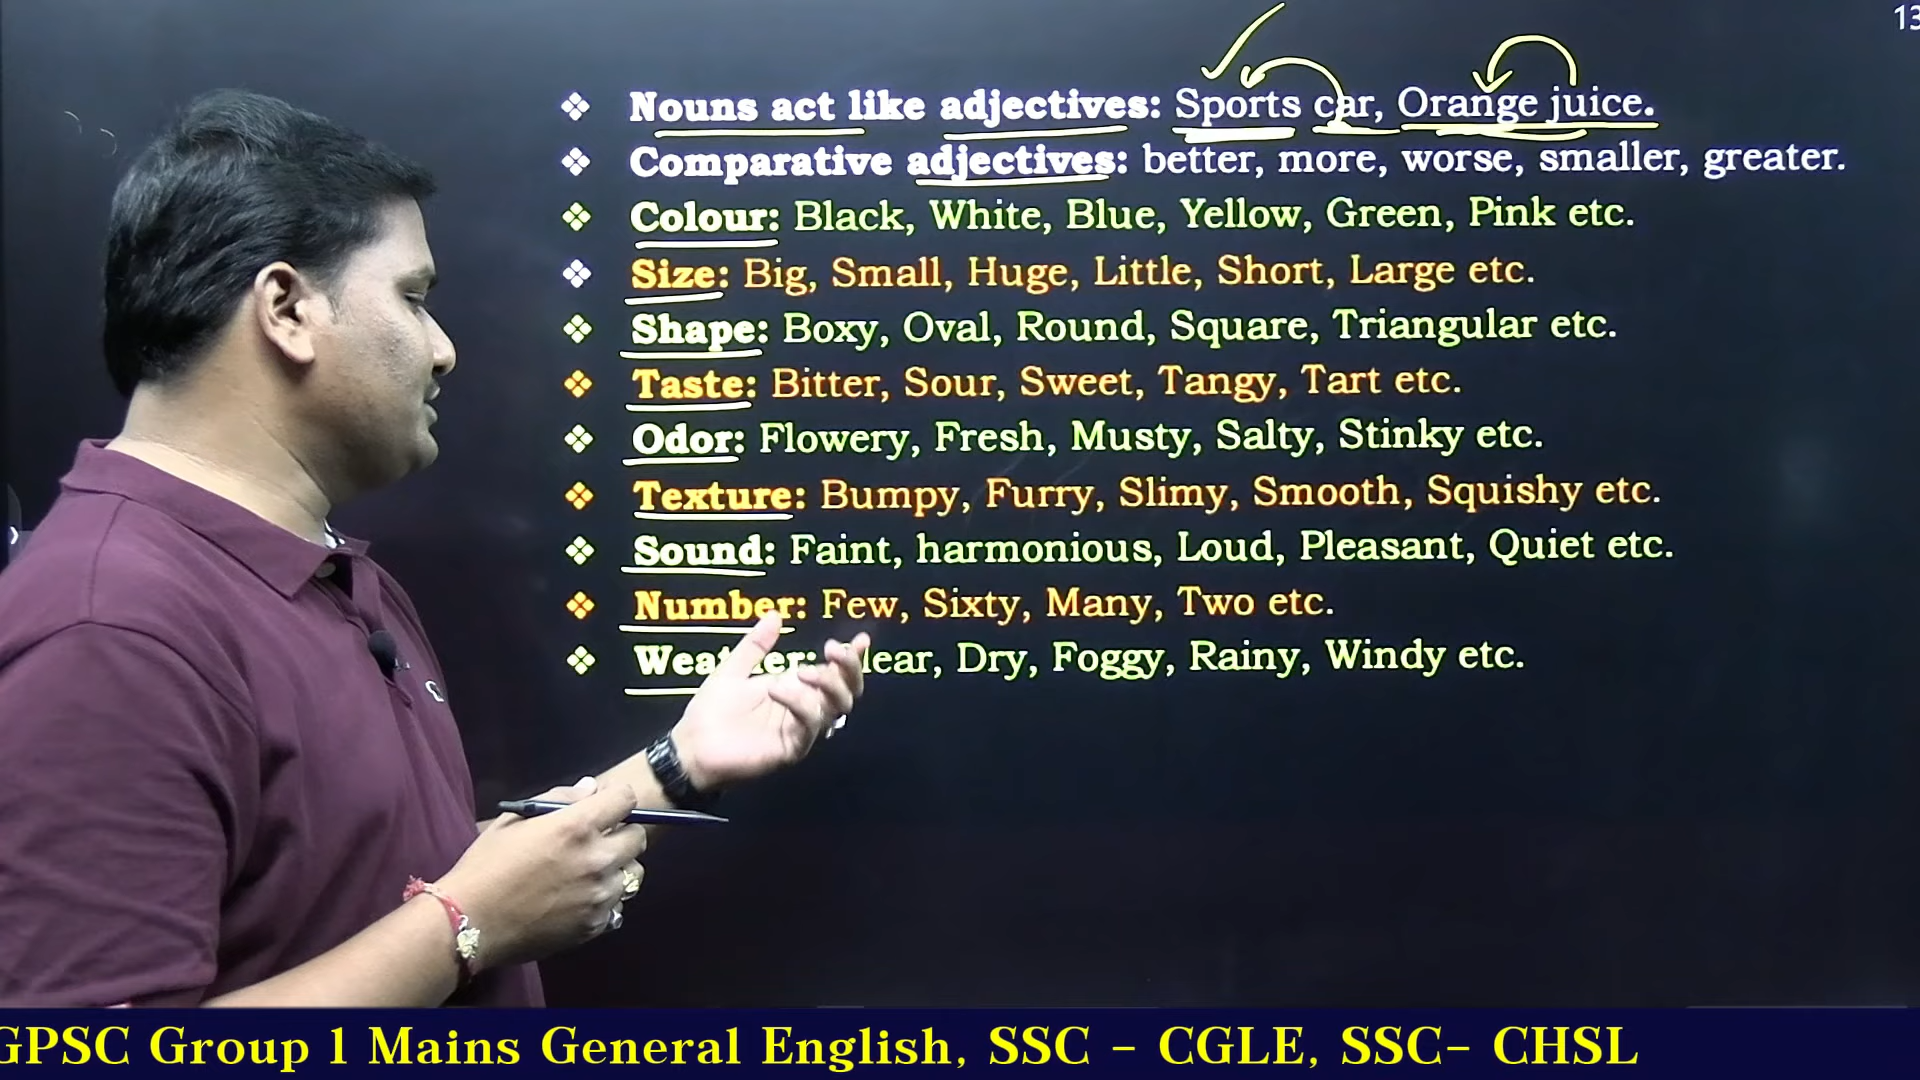 13
❖ Nouns act like adjectives: Sports car, Orange juice.
❖ Comparative adjectives: better, more, worse, smaller, greater.
❖ Colour: Black, White, Blue, Yellow, Green, Pink etc.
❖ Size: Big, Small, Huge, Little, Short, Large etc.
❖ Shape: Boxy, Oval, Round, Square, Triangular etc.
❖ Taste: Bitter, Sour, Sweet, Tangy, Tart etc.
❖ Odor: Flowery, Fresh, Musty, Salty, Stinky etc.
❖ Texture: Bumpy, Furry, Slimy, Smooth, Squishy etc.
❖ Sound: Faint, harmonious, Loud, Pleasant, Quiet etc.
❖ Number: Few, Sixty, Many, Two etc.
❖ Weather: Clear, Dry, Foggy, Rainy, Windy etc.
GPSC Group 1 Mains General English, SSC - CGLE, SSC- CHSL